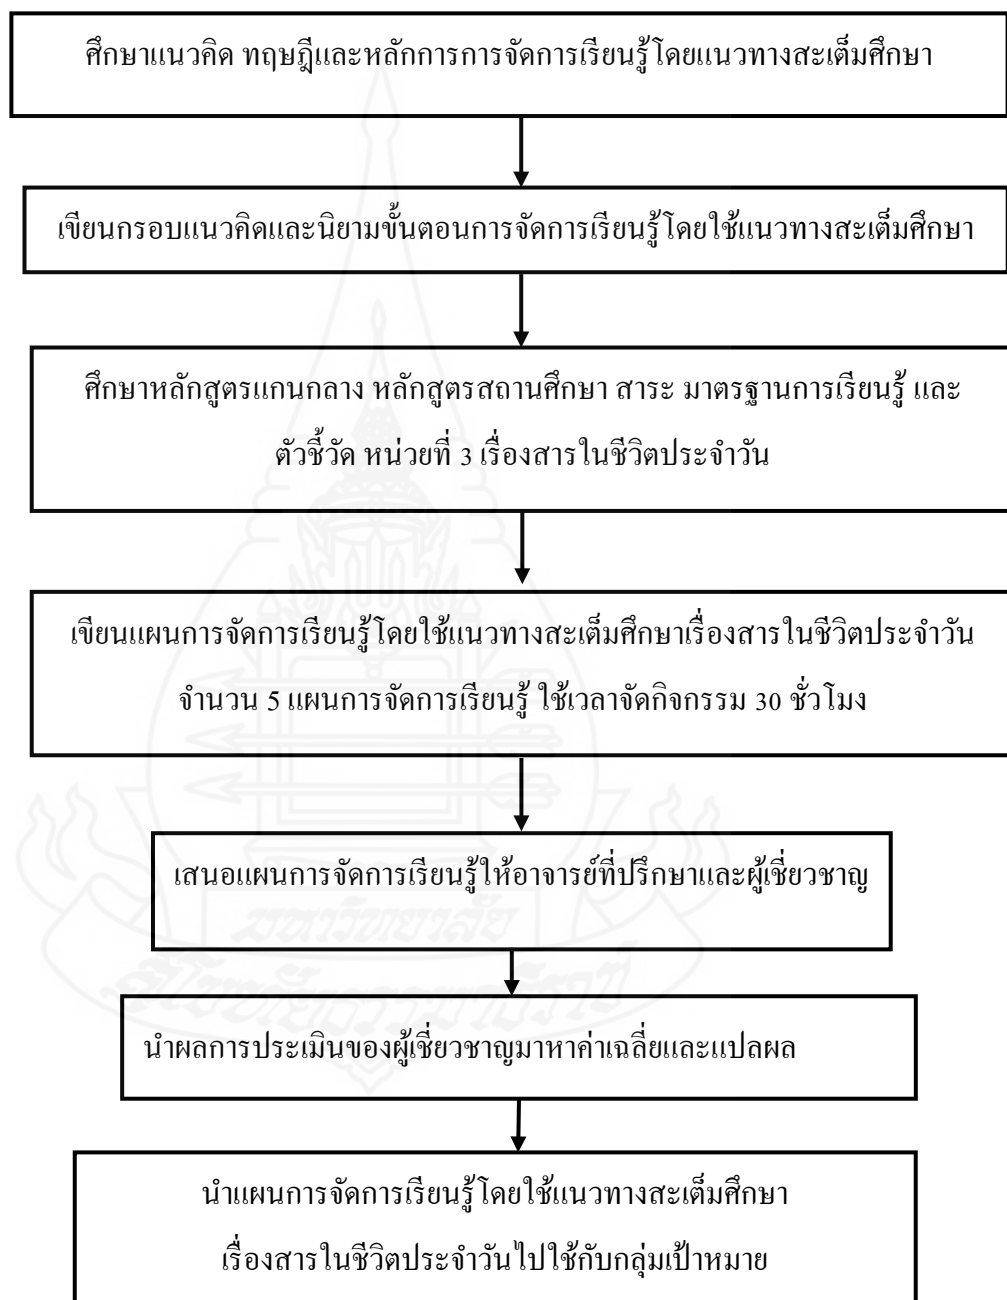 ศึกษาแนวคิด ทฤษฎีและหลักการการจัดการเรียนรู้โดยแนวทางสะเต็มศึกษา
เขียนกรอบแนวคิดและนิยามขั้นตอนการจัดการเรียนรู้โดยใช้แนวทางสะเต็มศึกษา
ศึกษาหลักสูตรแกนกลาง หลักสูตรสถานศึกษา สาระ มาตรฐานการเรียนรู้ และ
ตัวชี้วัด หน่วยที่ 3 เรื่องสารในชีวิตประจำวัน
เขียนแผนการจัดการเรียนรู้โดยใช้แนวทางสะเต็มศึกษาเรื่องสารในชีวิตประจำวัน
จำนวน 5 แผนการจัดการเรียนรู้ ใช้เวลาจัดกิจกรรม 30 ชั่วโมง
เสนอแผนการจัดการเรียนรู้ให้อาจารย์ที่ปรึกษาและผู้เชี่ยวชาญ
มหาวิทยาลัย
สุโขทัยธรรมาธิราช
นำผลการประเมินของผู้เชี่ยวชาญมาหาค่าเฉลี่ยและแปลผล
นำแผนการจัดการเรียนรู้โดยใช้แนวทางสะเต็มศึกษา
เรื่องสารในชีวิตประจำวันไปใช้กับกลุ่มเป้าหมาย